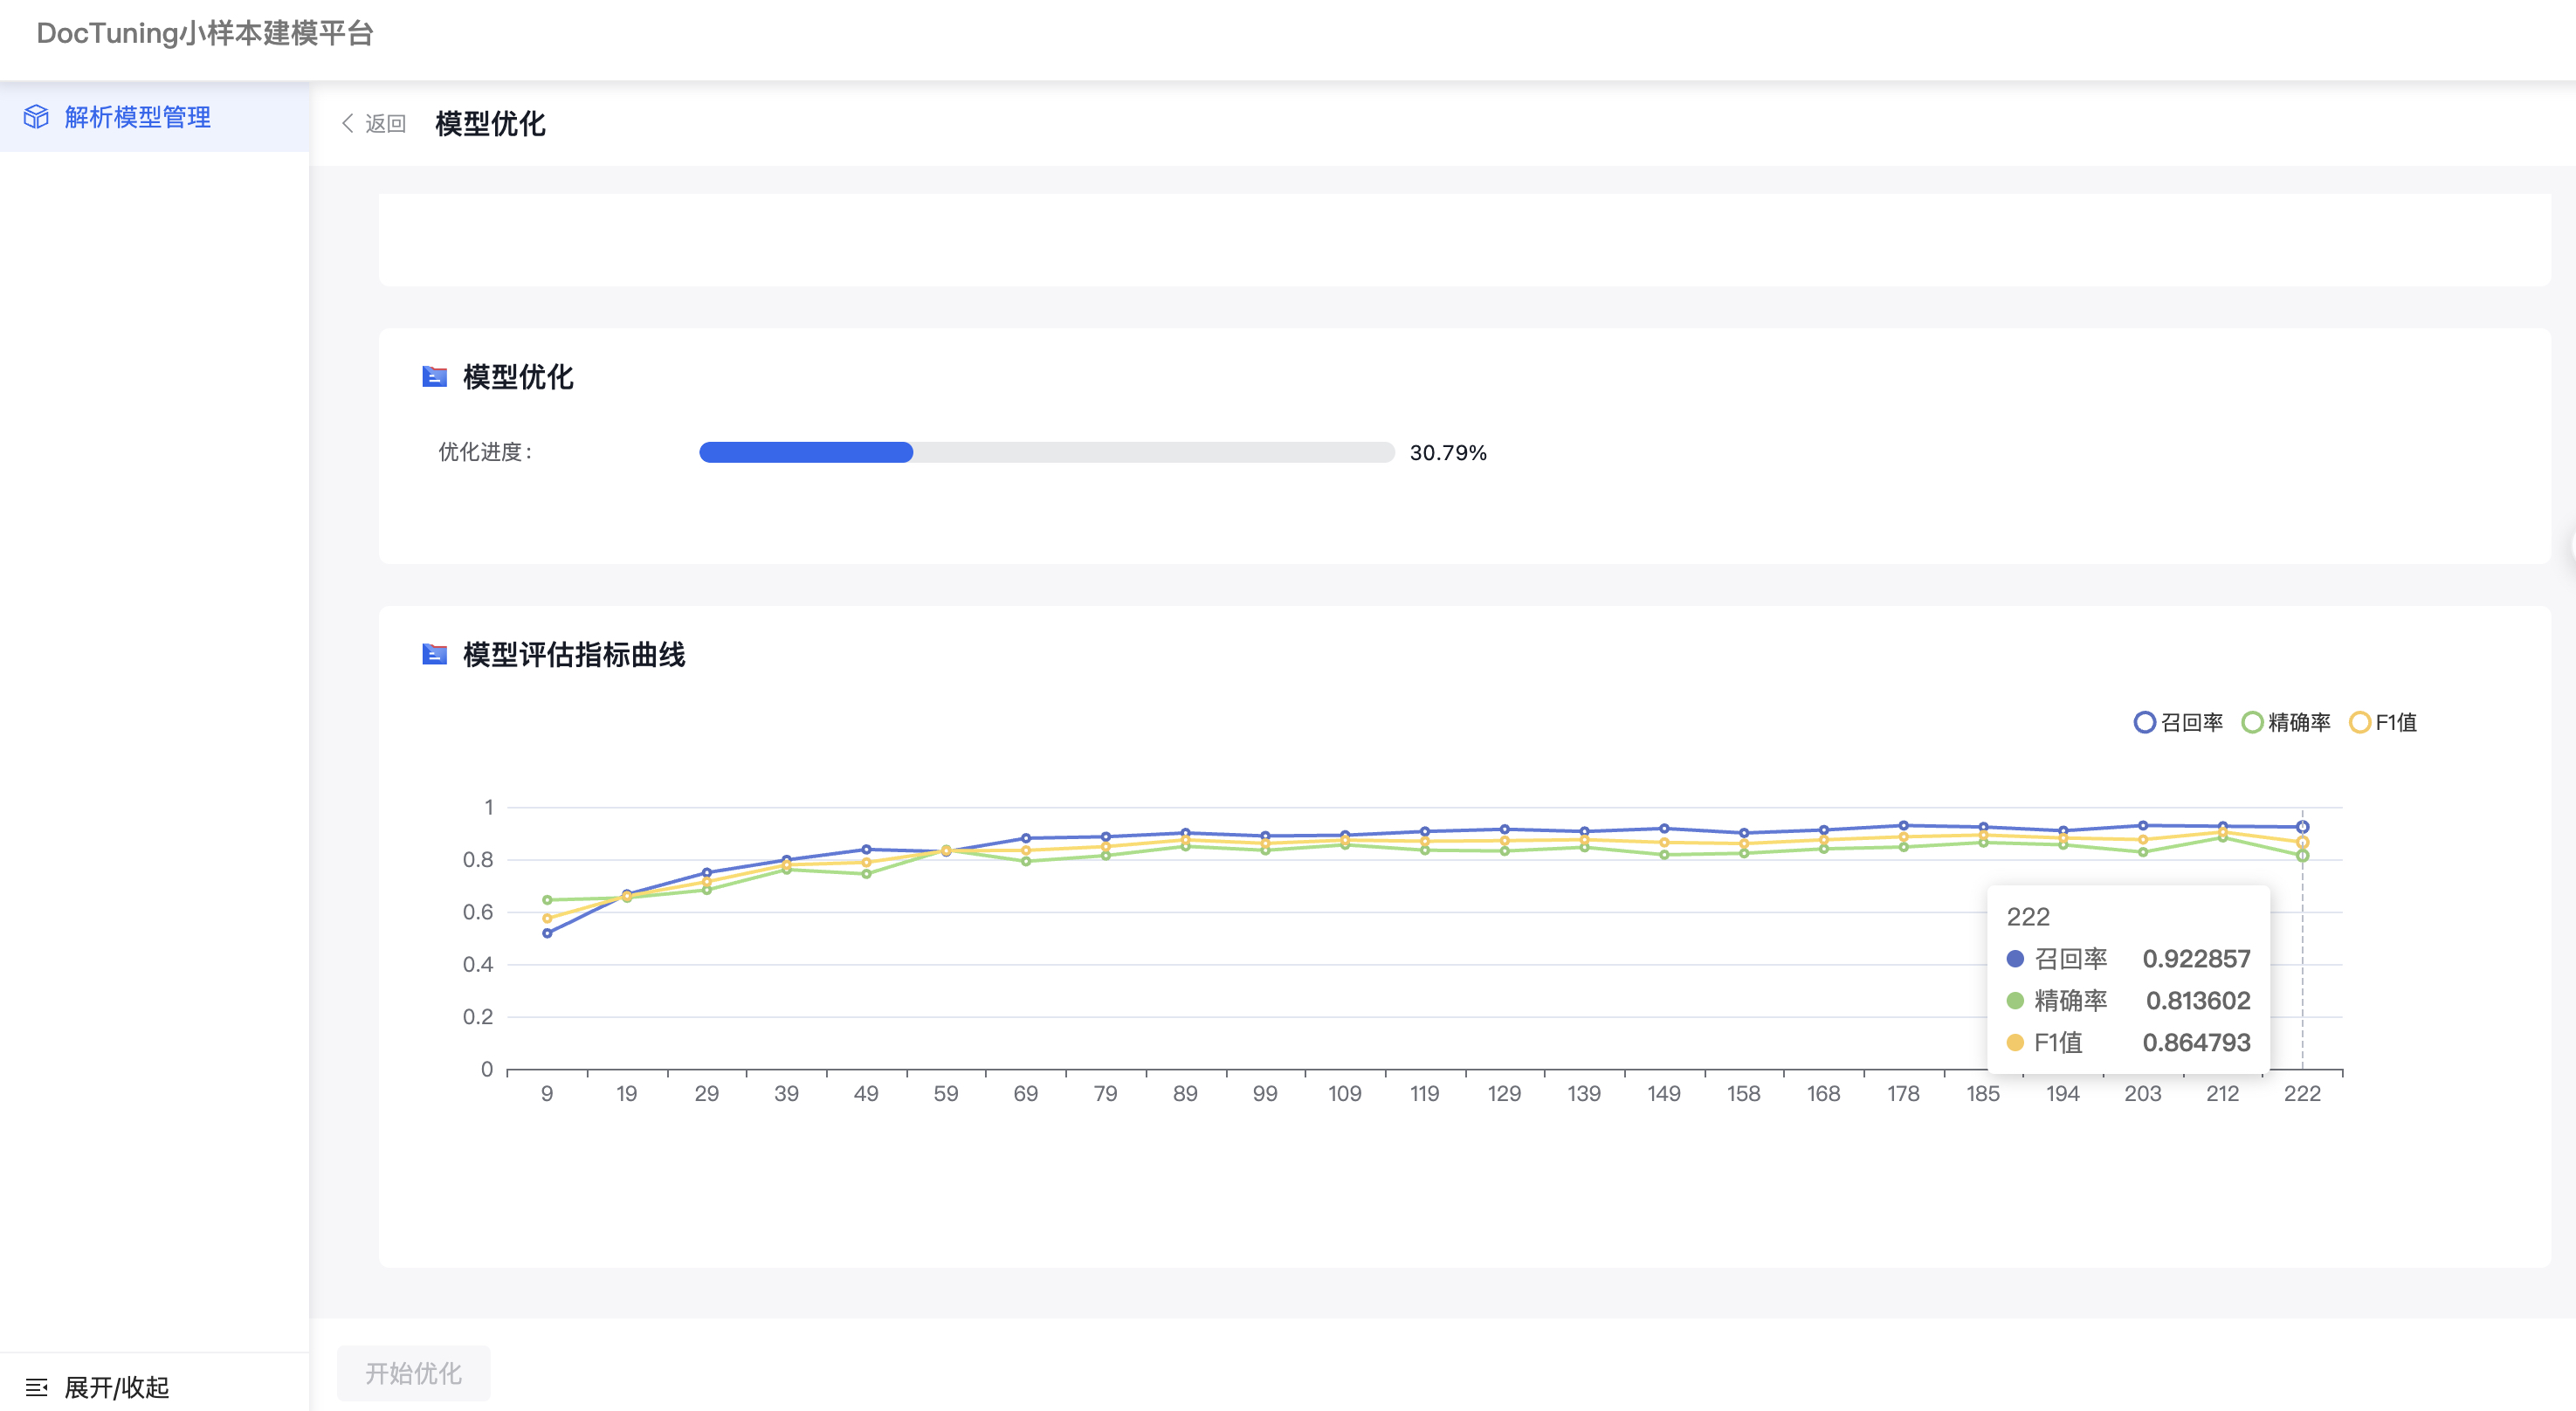 DocTuning小样本建模平台
解析模型管理
返回 模型优化
模型优化
优化进度： 30.79%
模型评估指标曲线
召回率 精确率 F1值
1
0.8
0.6
0.4
0.2
0
222
召回率 0.922857
精确率 0.813602
F1值 0.864793
9 19 29 39 49 59 69 79 89 99 109 119 129 139 149 158 168 178 185 194 203 212 222
开始优化
展开/收起